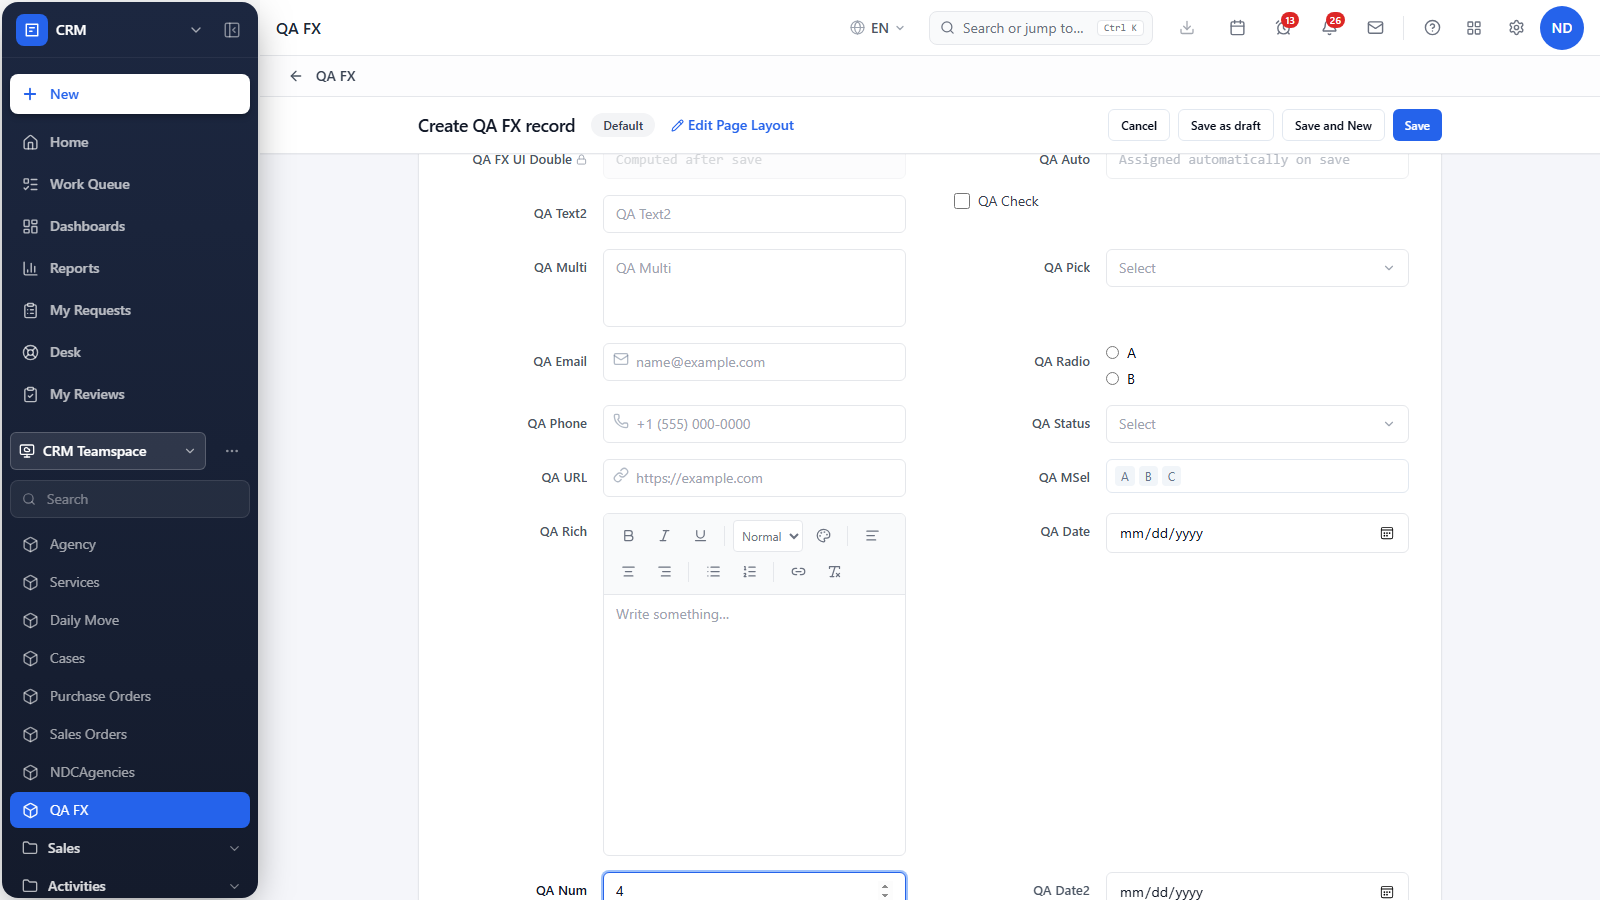 CRM
QA FX
EN
Search or jump to...
Ctrl K
13
26
ND
New
QA FX
Create QA FX record
Default
Edit Page Layout
Cancel
Save as draft
Save and New
Save
Home
Work Queue
Dashboards
Reports
My Requests
Desk
My Reviews
CRM Teamspace
Search
Agency
Services
Daily Move
Cases
Purchase Orders
Sales Orders
NDCAgencies
QA FX
Sales
Activities
QA FX UI Double
Computed after save
QA Auto
Assigned automatically on save
QA Text2
QA Text2
QA Check
QA Multi
QA Multi
QA Pick
Select
QA Email
name@example.com
QA Radio
A
B
QA Phone
+1 (555) 000-0000
QA Status
Select
QA URL
https://example.com
QA MSel
A B C
QA Rich
B I U
Normal
Write something...
QA Date
mm/dd/yyyy
QA Num
4
QA Date2
mm/dd/yyyy